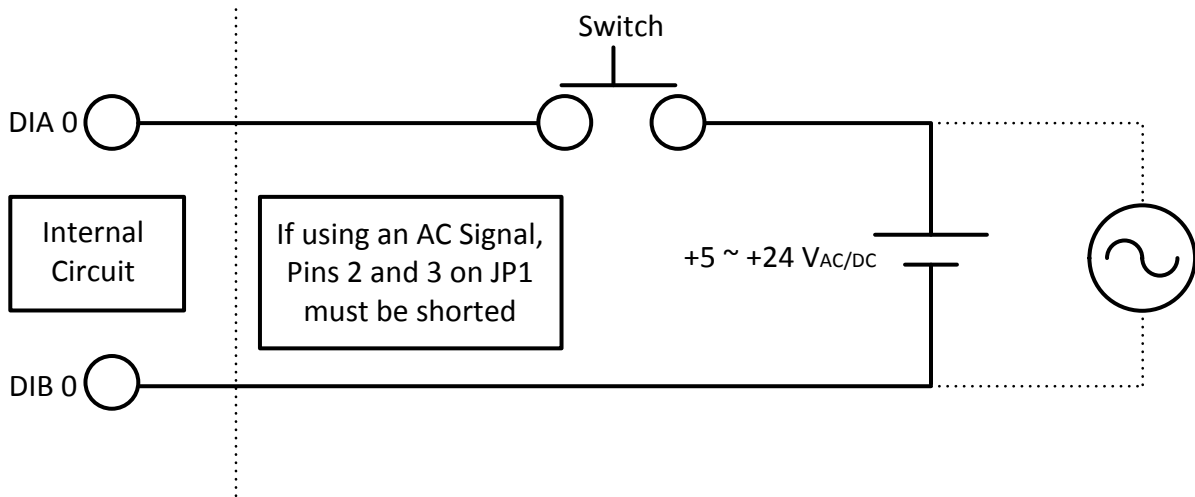 Switch
DIA 0
Internal
Circuit
If using an AC Signal,
Pins 2 and 3 on JP1
must be shorted
+5 ~ +24 VAC/DC
DIB 0